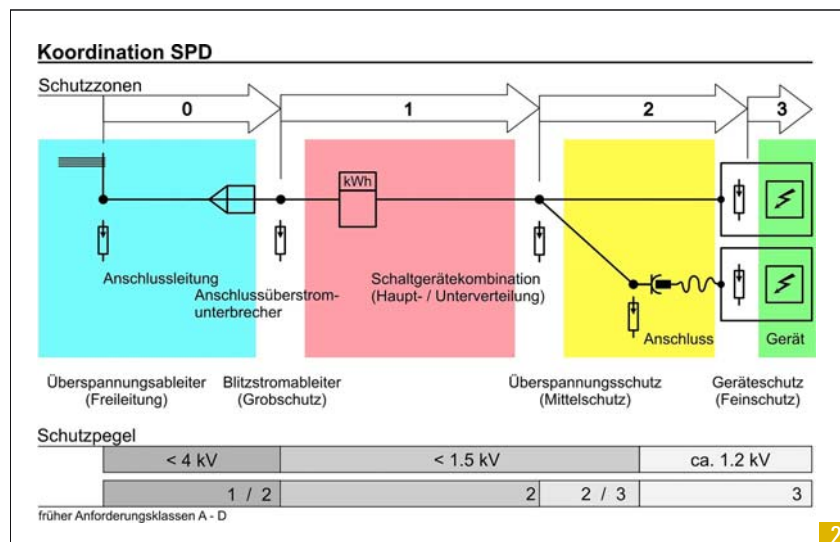 Koordination SPD
Schutzzonen
0
1
2
3
kWh
Anschlussleitung
Anschlussüberstrom-
unterbrecher
Schaltgerätekombination
(Haupt- / Unterverteilung)
Anschluss
Gerät
Überspannungsableiter
(Freileitung)
Blitzstromableiter
(Grobschutz)
Überspannungsschutz
(Mittelschutz)
Geräteschutz
(Feinschutz)
Schutzpegel
< 4 kV
< 1.5 kV
ca. 1.2 kV
1 / 2
2
2 / 3
3
früher Anforderungsklassen A - D
2